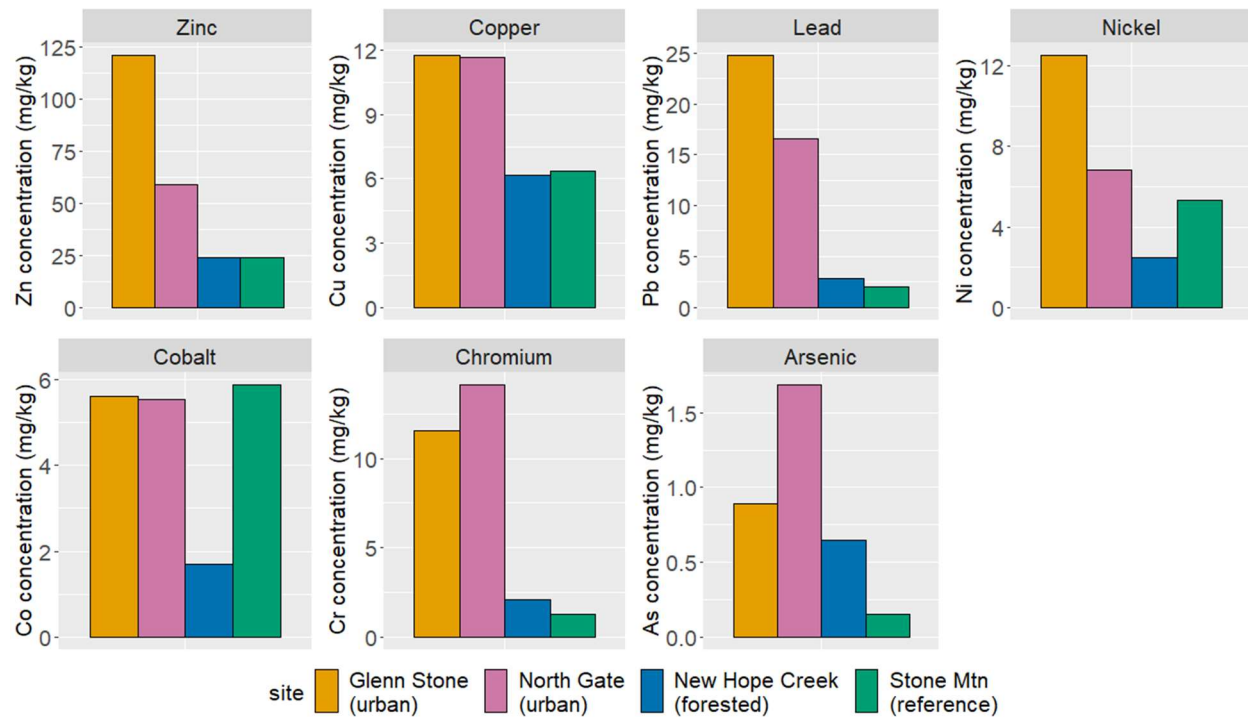 Zinc
Copper
Lead
Nickel
Zn concentration (mg/kg)
125
100
75
50
25
0
Cu concentration (mg/kg)
12
9
6
3
0
Pb concentration (mg/kg)
25
20
15
10
5
0
Ni concentration (mg/kg)
12
8
4
0
Cobalt
Chromium
Arsenic
Co concentration (mg/kg)
6
4
2
0
Cr concentration (mg/kg)
10
5
0
As concentration (mg/kg)
1.5
1.0
0.5
0.0
site
Glenn Stone
(urban)
North Gate
(urban)
New Hope Creek
(forested)
Stone Mtn
(reference)